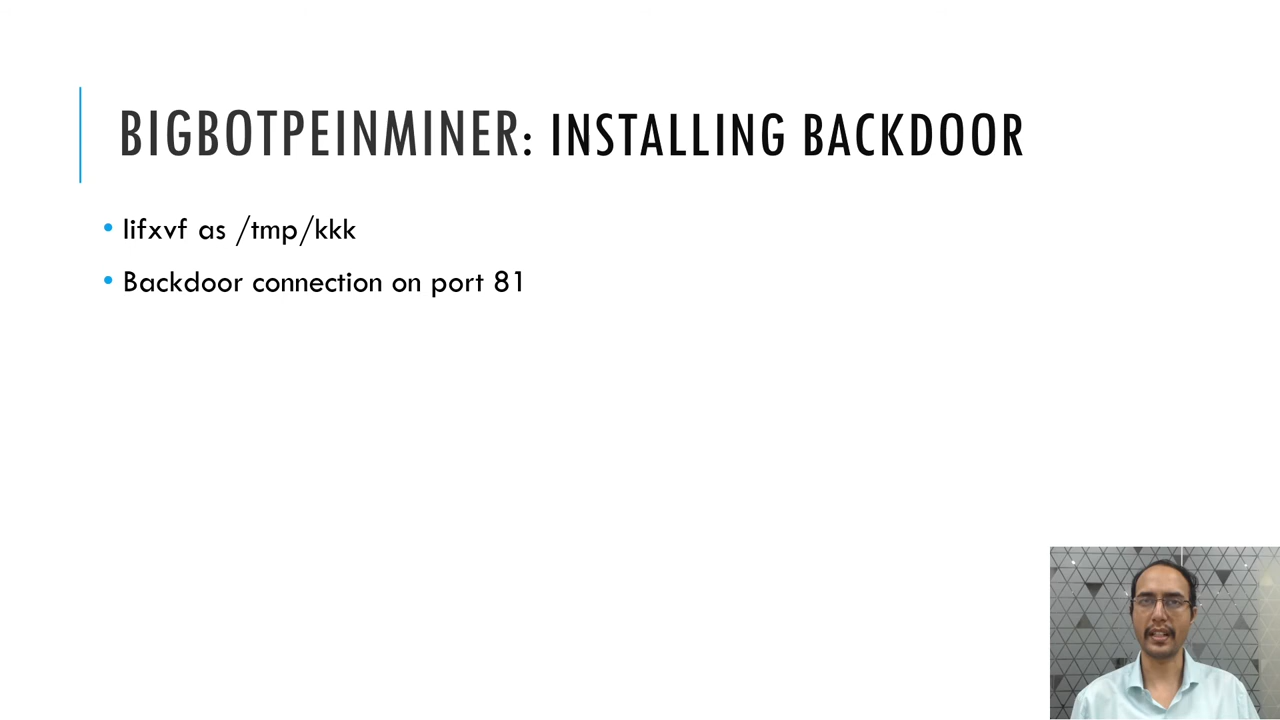 BIGBOTPEINMINER: INSTALLING BACKDOOR
• lifxvf as /tmp/kkk
• Backdoor connection on port 81